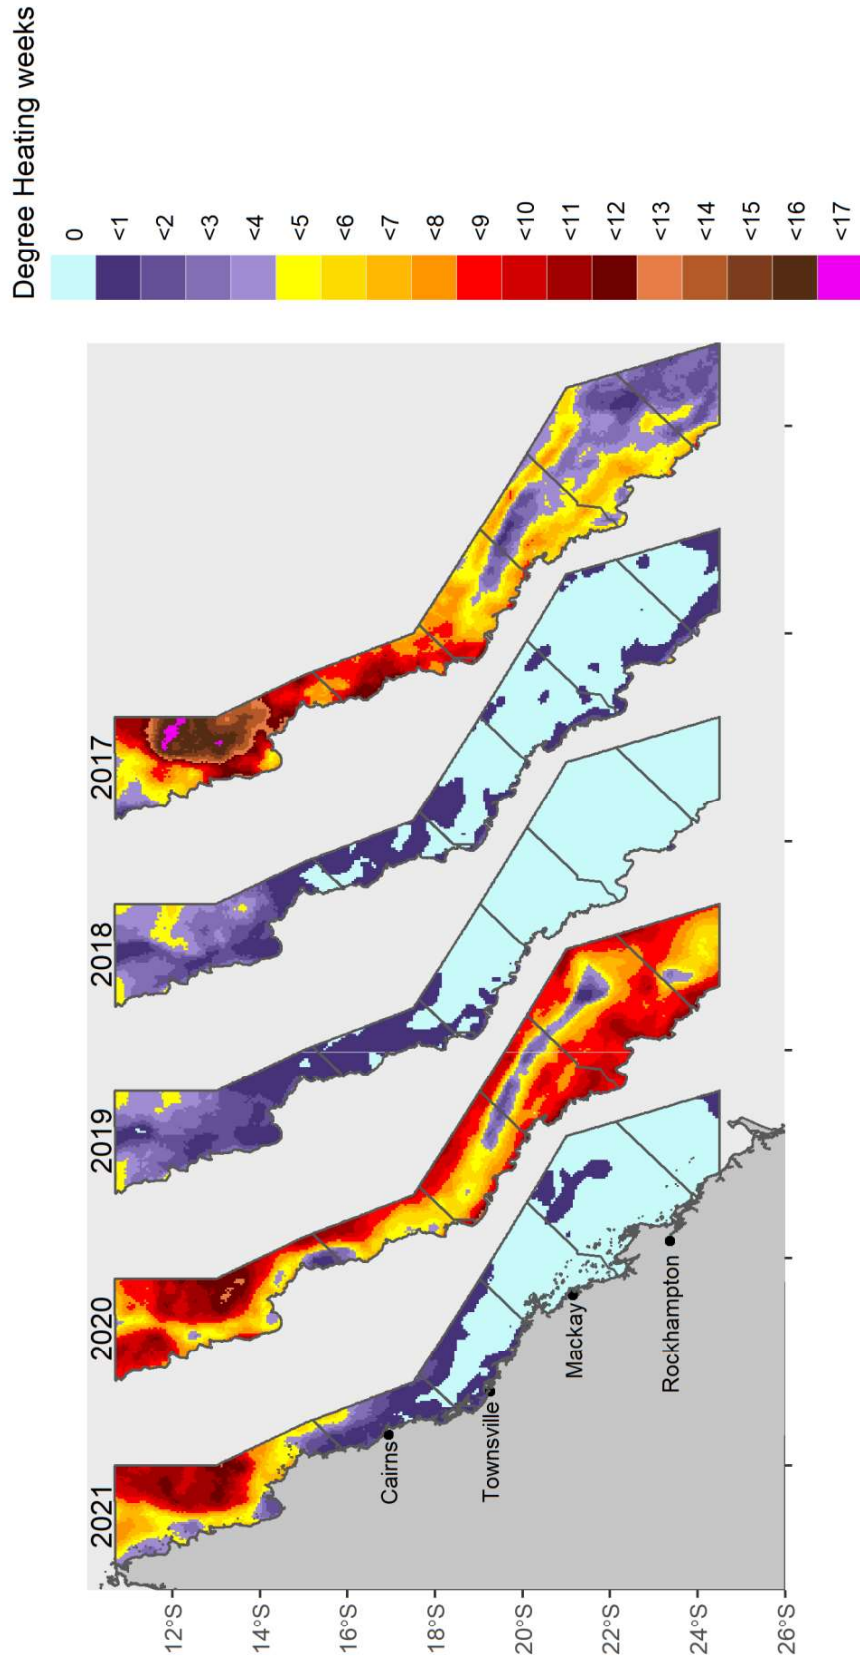 Degree Heating weeks
0
<1
<2
<3
<4
<5
<6
<7
<8
<9
<10
<11
<12
<13
<14
<15
<16
<17
2021
2020
2019
2018
2017
Cairns
Townsville
Mackay
Rockhampton
12°S
14°S
16°S
18°S
20°S
22°S
24°S
26°S